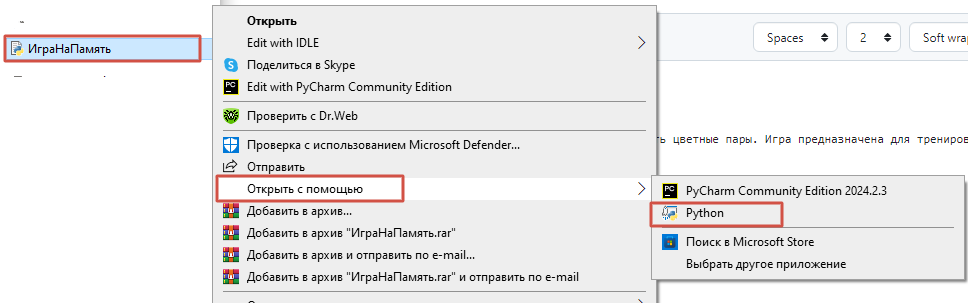 ИграНаПамять
Открыть
Edit with IDLE
Поделиться в Skype
Edit with PyCharm Community Edition
Проверить с Dr.Web
Проверка с использованием Microsoft Defender...
Отправить
Открыть с помощью
Добавить в архив...
Добавить в архив "ИграНаПамять.rar"
Добавить в архив и отправить по e-mail...
Добавить в архив "ИграНаПамять.rar" и отправить по e-mail
Spaces
2
Soft wrap
цветные пары. Игра предназначена для трениров
PyCharm Community Edition 2024.2.3
Python
Поиск в Microsoft Store
Выбрать другое приложение